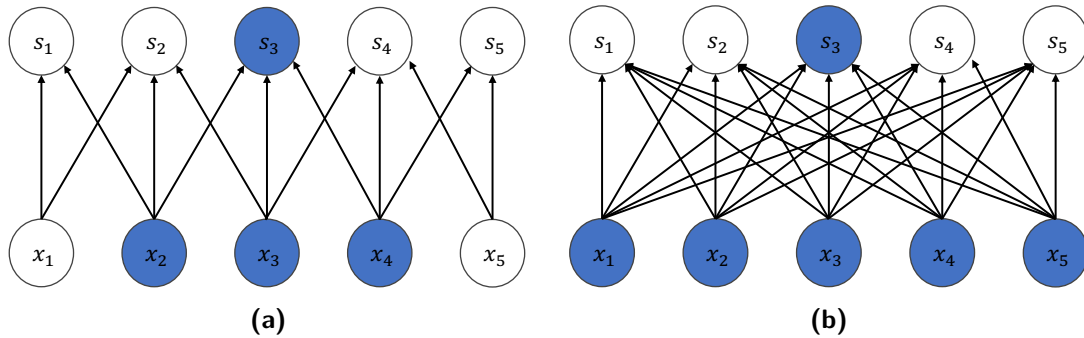 s₁ s₂ s₃ s₄ s₅ s₁ s₂ s₃ s₄ s₅
x₁ x₂ x₃ x₄ x₅ x₁ x₂ x₃ x₄ x₅
(a) (b)